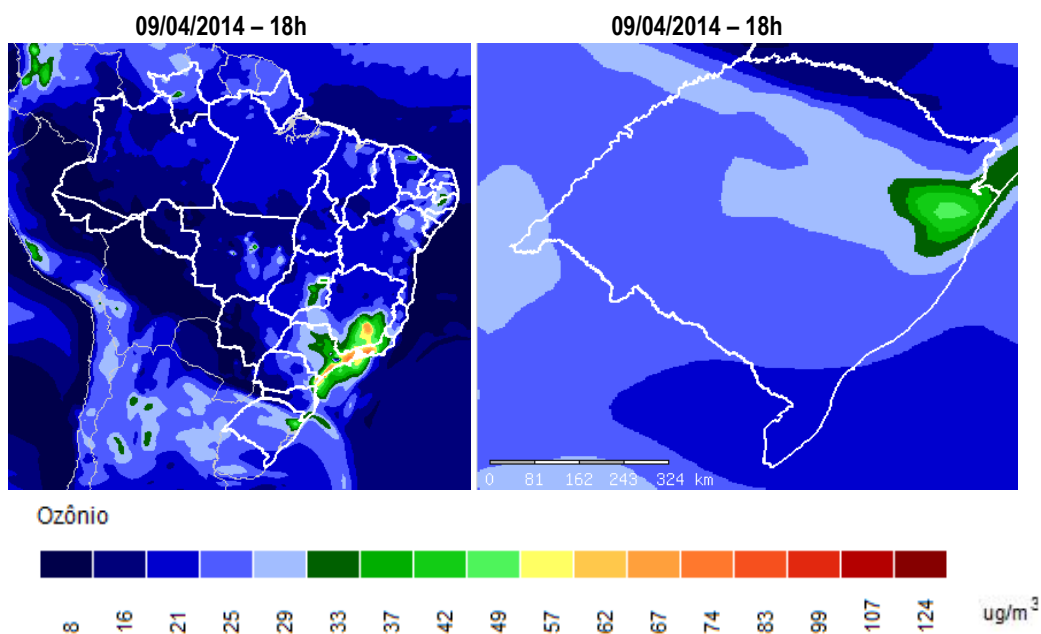 09/04/2014 – 18h
09/04/2014 – 18h
0 81 162 243 324 km
Ozônio
8 16 21 25 29 33 37 42 49 57 62 67 74 83 99 107 124 ug/m³